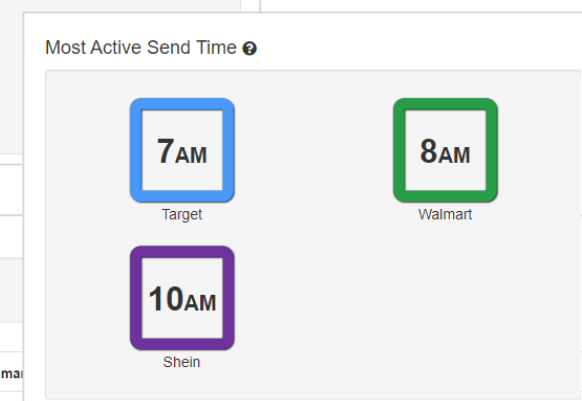 Most Active Send Time
7AM
8AM
Target
Walmart
10AM
Shein